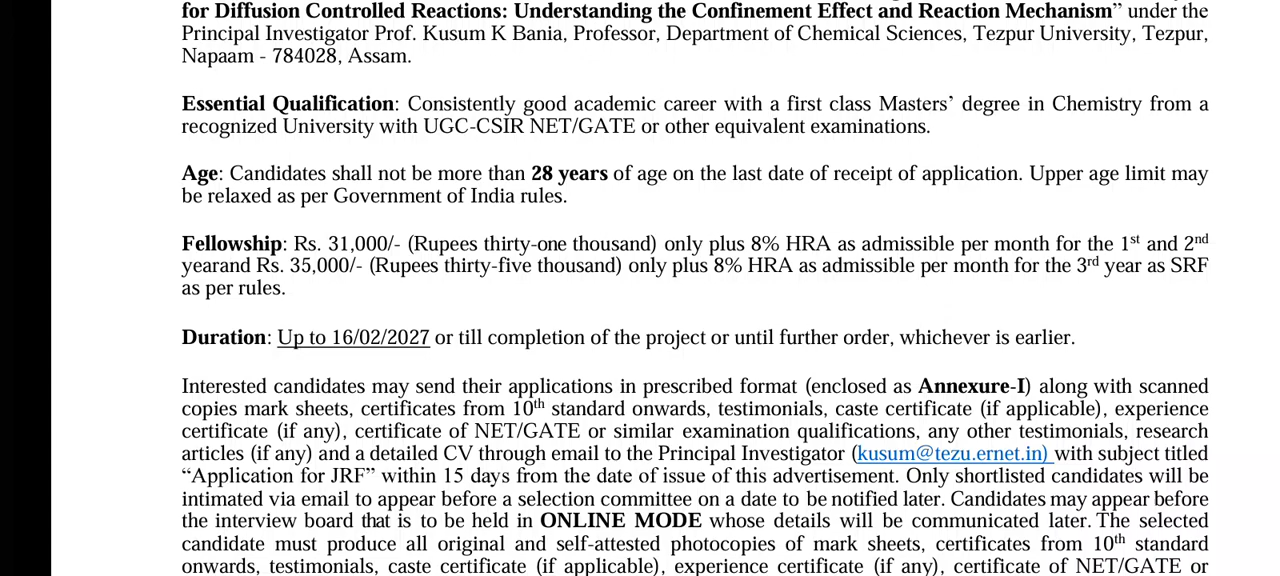 for Diffusion Controlled Reactions: Understanding the Confinement Effect and Reaction Mechanism” under the
Principal Investigator Prof. Kusum K Bania, Professor, Department of Chemical Sciences, Tezpur University, Tezpur,
Napaam - 784028, Assam.
Essential Qualification: Consistently good academic career with a first class Masters’ degree in Chemistry from a
recognized University with UGC-CSIR NET/GATE or other equivalent examinations.
Age: Candidates shall not be more than 28 years of age on the last date of receipt of application. Upper age limit may
be relaxed as per Government of India rules.
Fellowship: Rs. 31,000/- (Rupees thirty-one thousand) only plus 8% HRA as admissible per month for the 1st and 2nd
yearand Rs. 35,000/- (Rupees thirty-five thousand) only plus 8% HRA as admissible per month for the 3rd year as SRF
as per rules.
Duration: Up to 16/02/2027 or till completion of the project or until further order, whichever is earlier.
Interested candidates may send their applications in prescribed format (enclosed as Annexure-I) along with scanned
copies mark sheets, certificates from 10th standard onwards, testimonials, caste certificate (if applicable), experience
certificate (if any), certificate of NET/GATE or similar examination qualifications, any other testimonials, research
articles (if any) and a detailed CV through email to the Principal Investigator (kusum@tezu.ernet.in) with subject titled
“Application for JRF” within 15 days from the date of issue of this advertisement. Only shortlisted candidates will be
intimated via email to appear before a selection committee on a date to be notified later. Candidates may appear before
the interview board that is to be held in ONLINE MODE whose details will be communicated later. The selected
candidate must produce all original and self-attested photocopies of mark sheets, certificates from 10th standard
onwards, testimonials, caste certificate (if applicable), experience certificate (if any), certificate of NET/GATE or